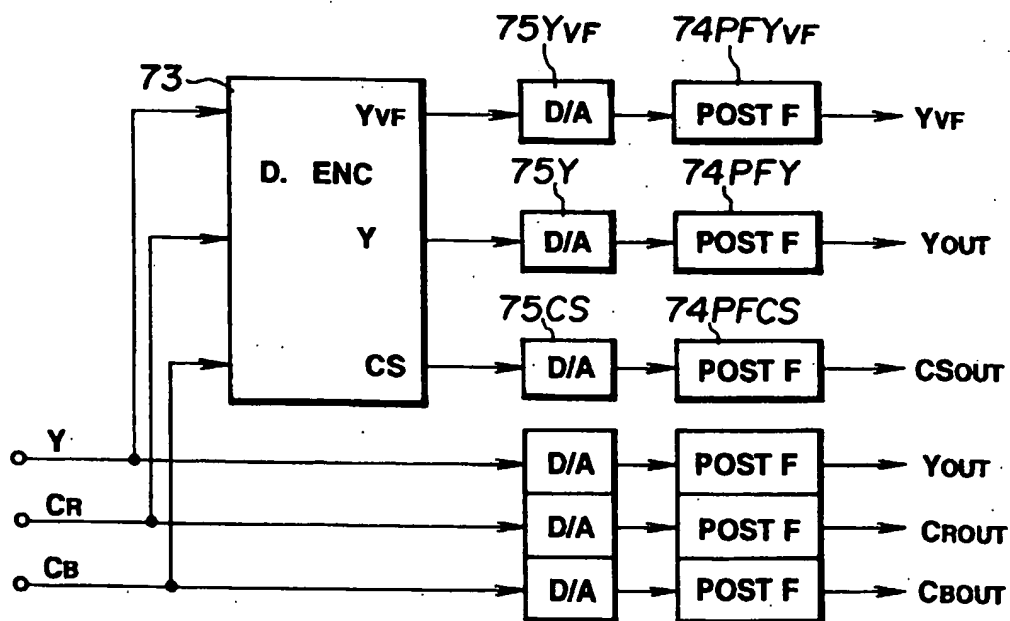 75YVF 74PFYVF
73 YVF D/A POST F YVF
D. ENC
75Y 74PFY
Y D/A POST F YOUT
75CS 74PFCS
CS D/A POST F CSOUT
Y D/A POST F YOUT
CR D/A POST F CROUT
CB D/A POST F CBOUT